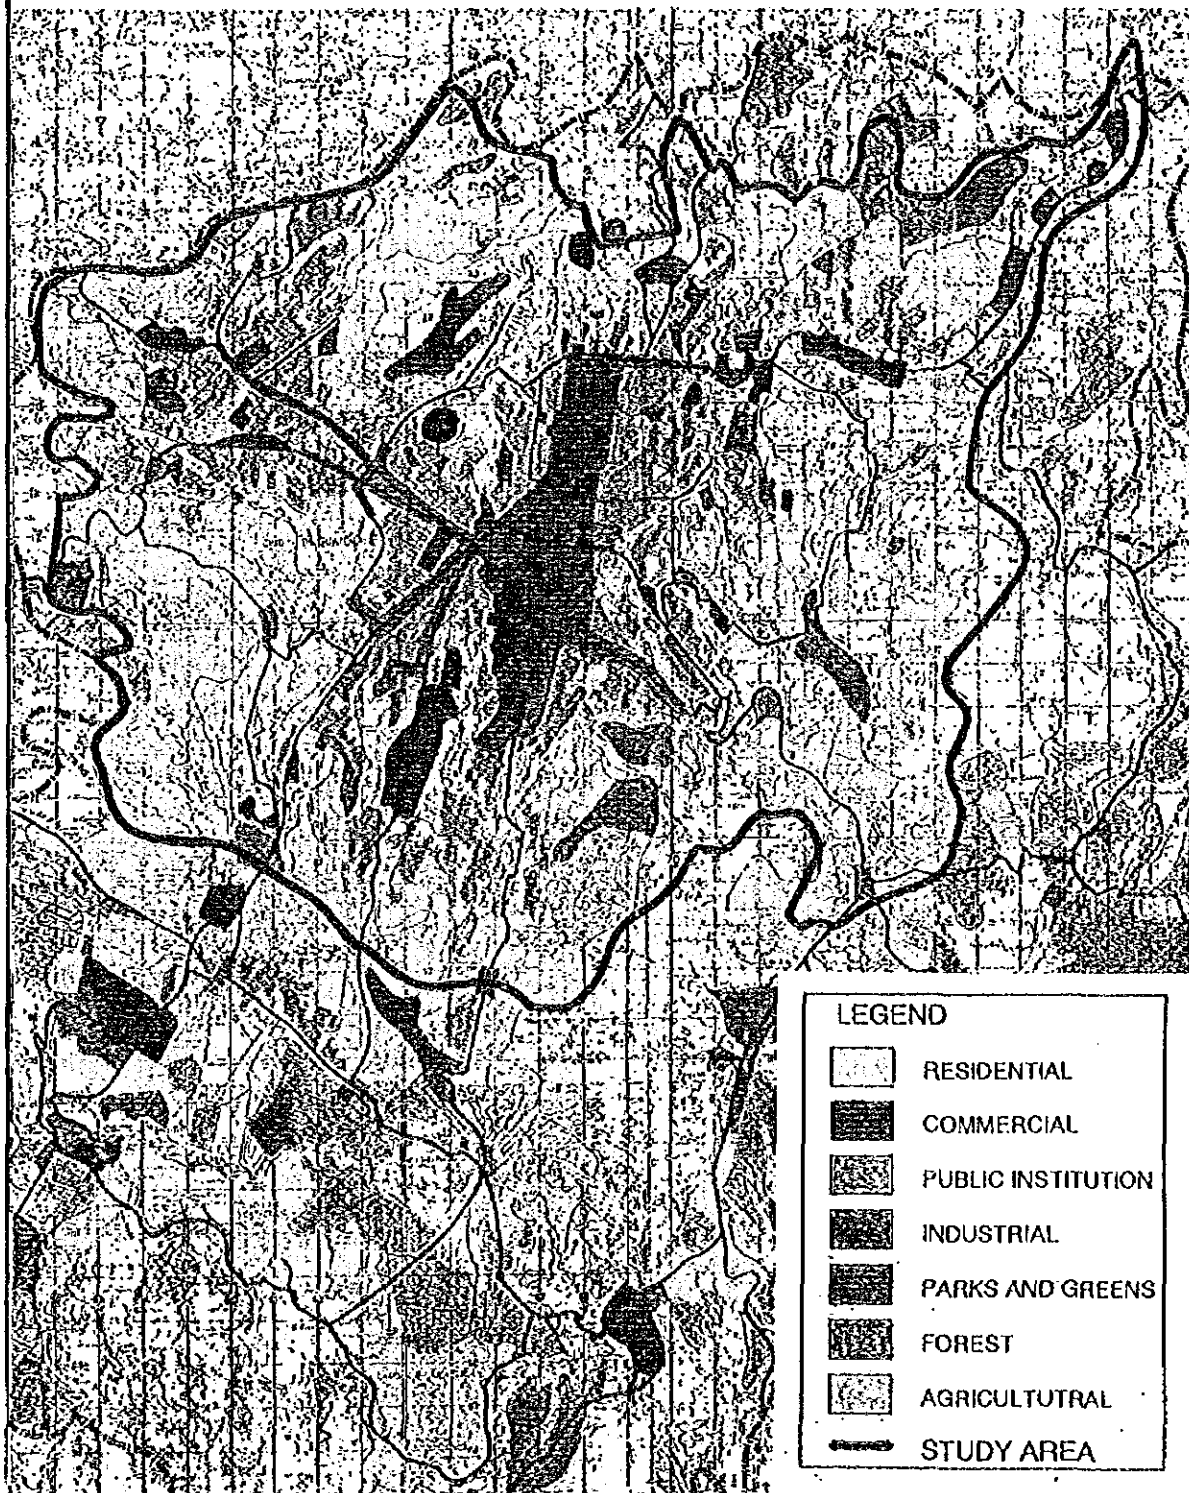 LEGEND
RESIDENTIAL
COMMERCIAL
PUBLIC INSTITUTION
INDUSTRIAL
PARKS AND GREENS
FOREST
AGRICULTUTRAL
STUDY AREA